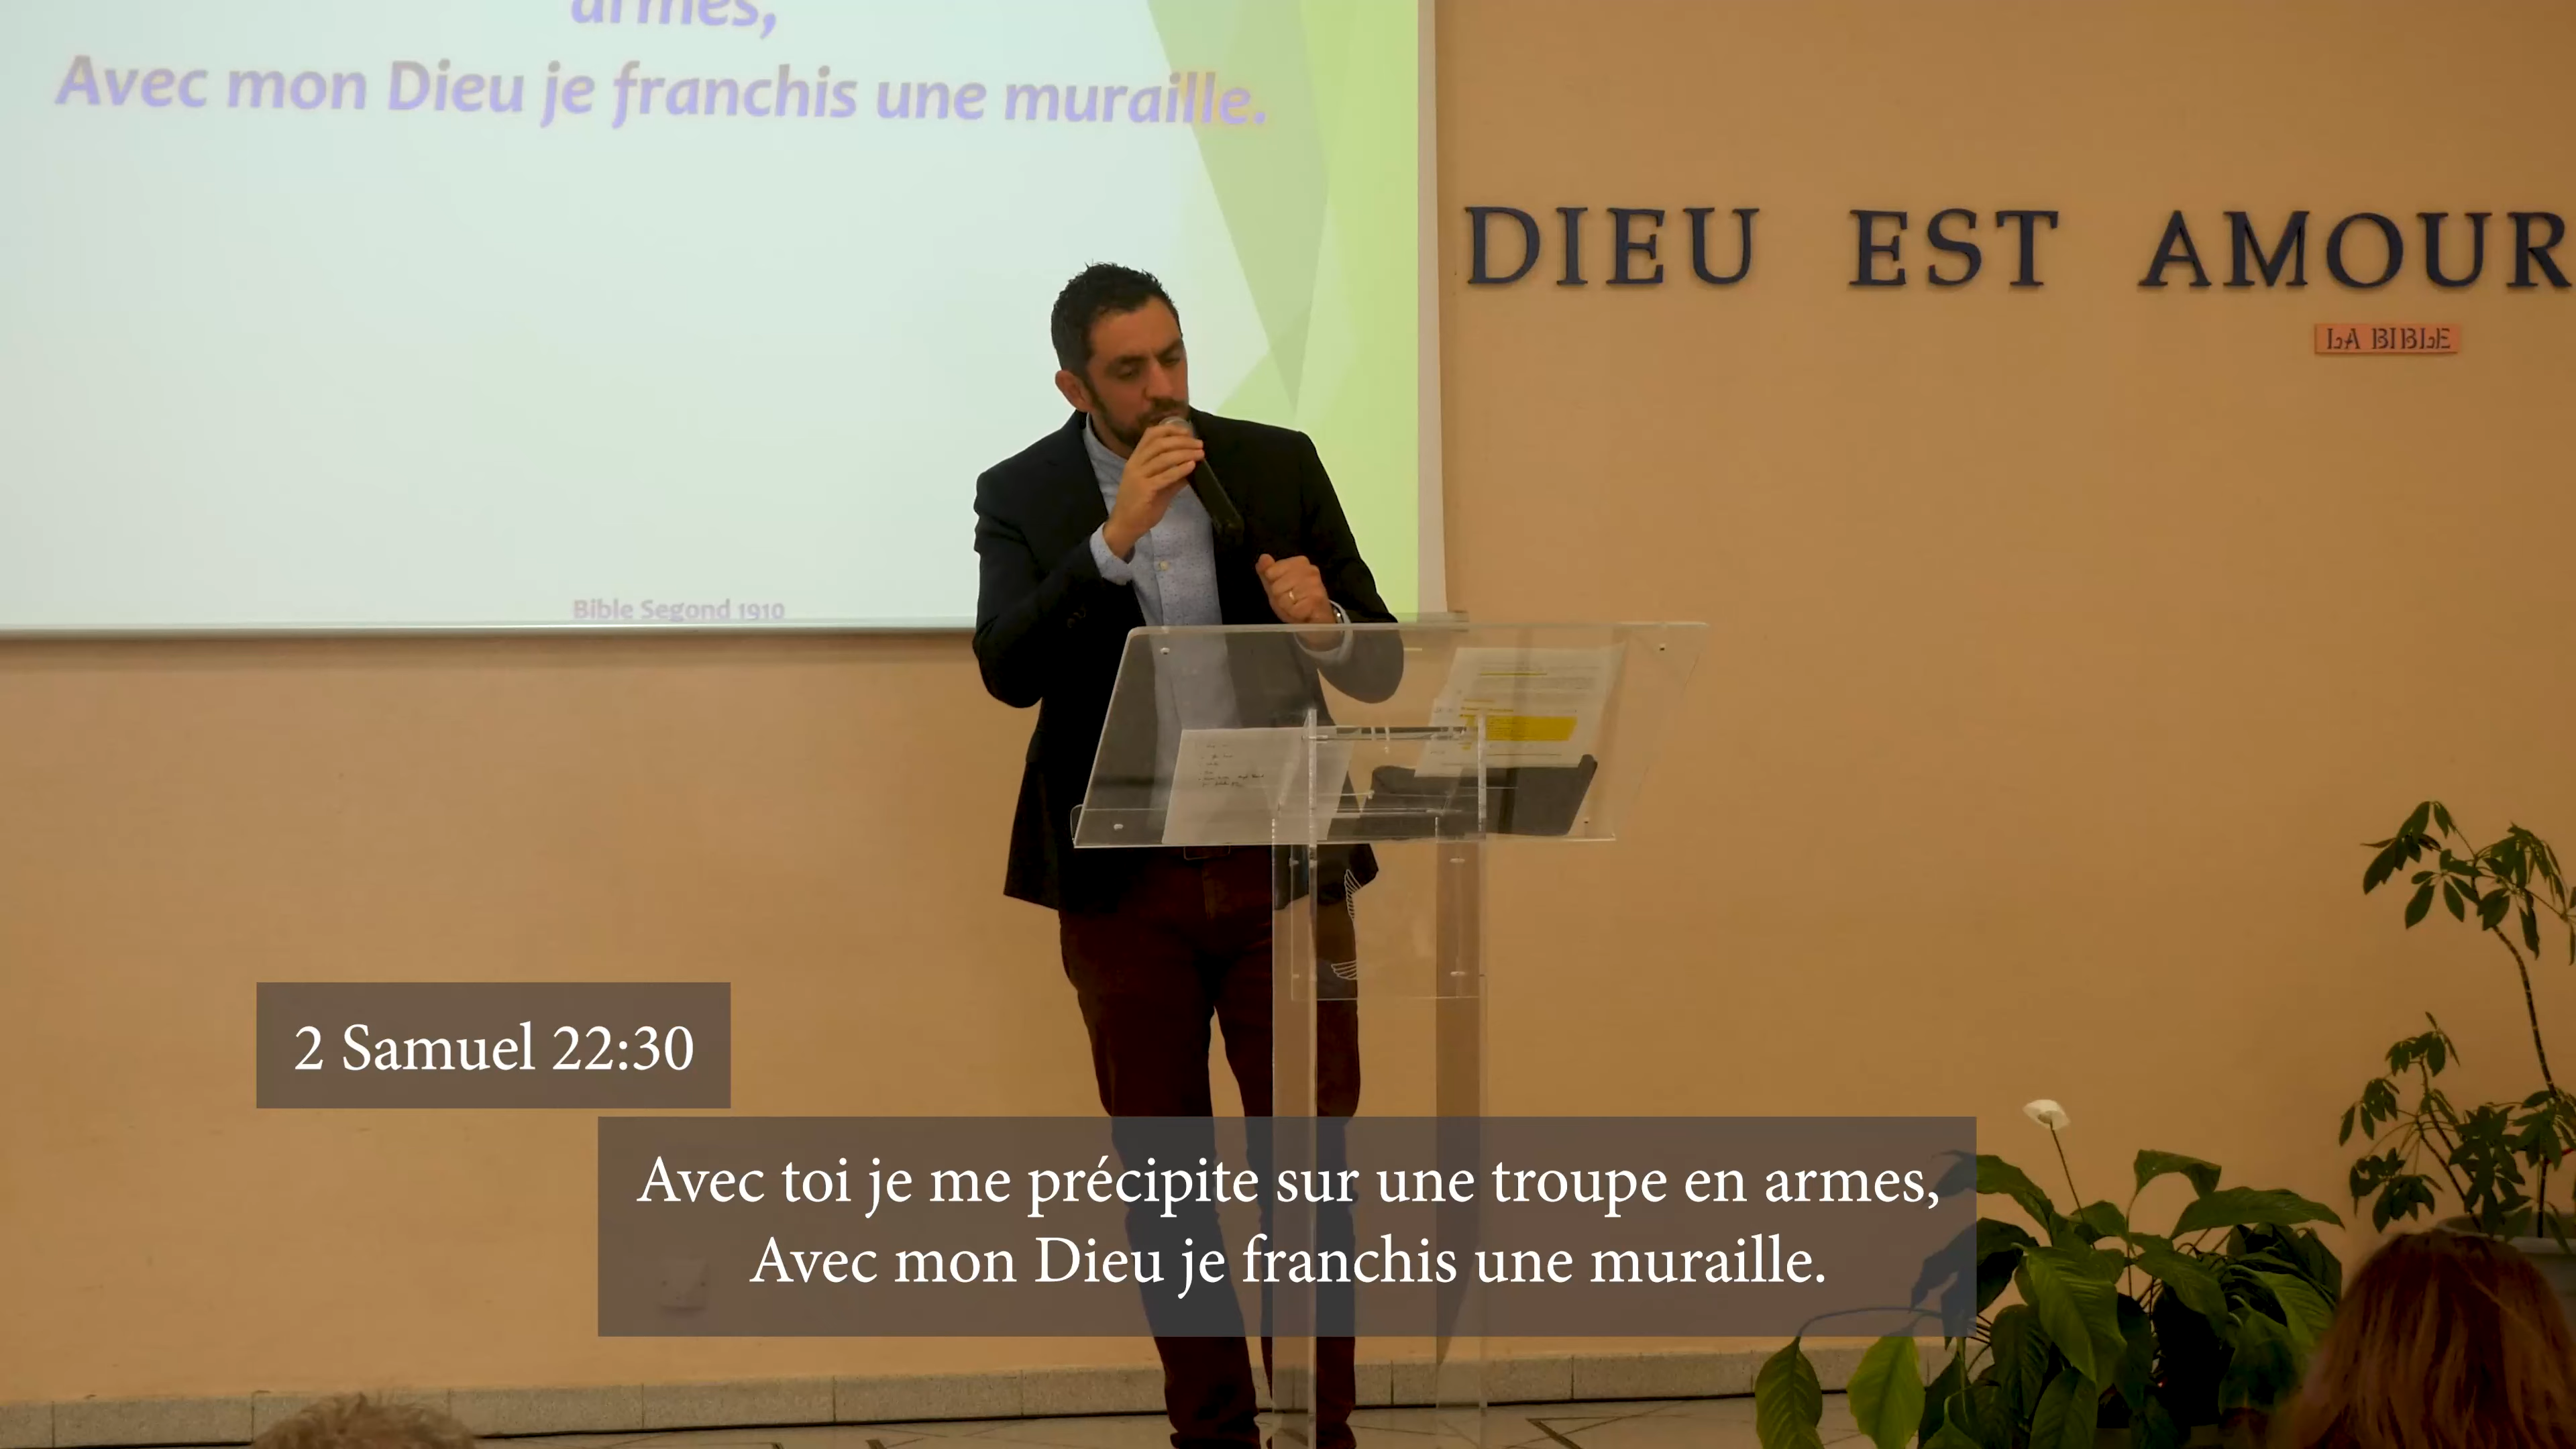 armes,
Avec mon Dieu je franchis une muraille.
Bible Segond 1910
DIEU EST AMOUR
LA BIBLE
2 Samuel 22:30
Avec toi je me précipite sur une troupe en armes,
Avec mon Dieu je franchis une muraille.